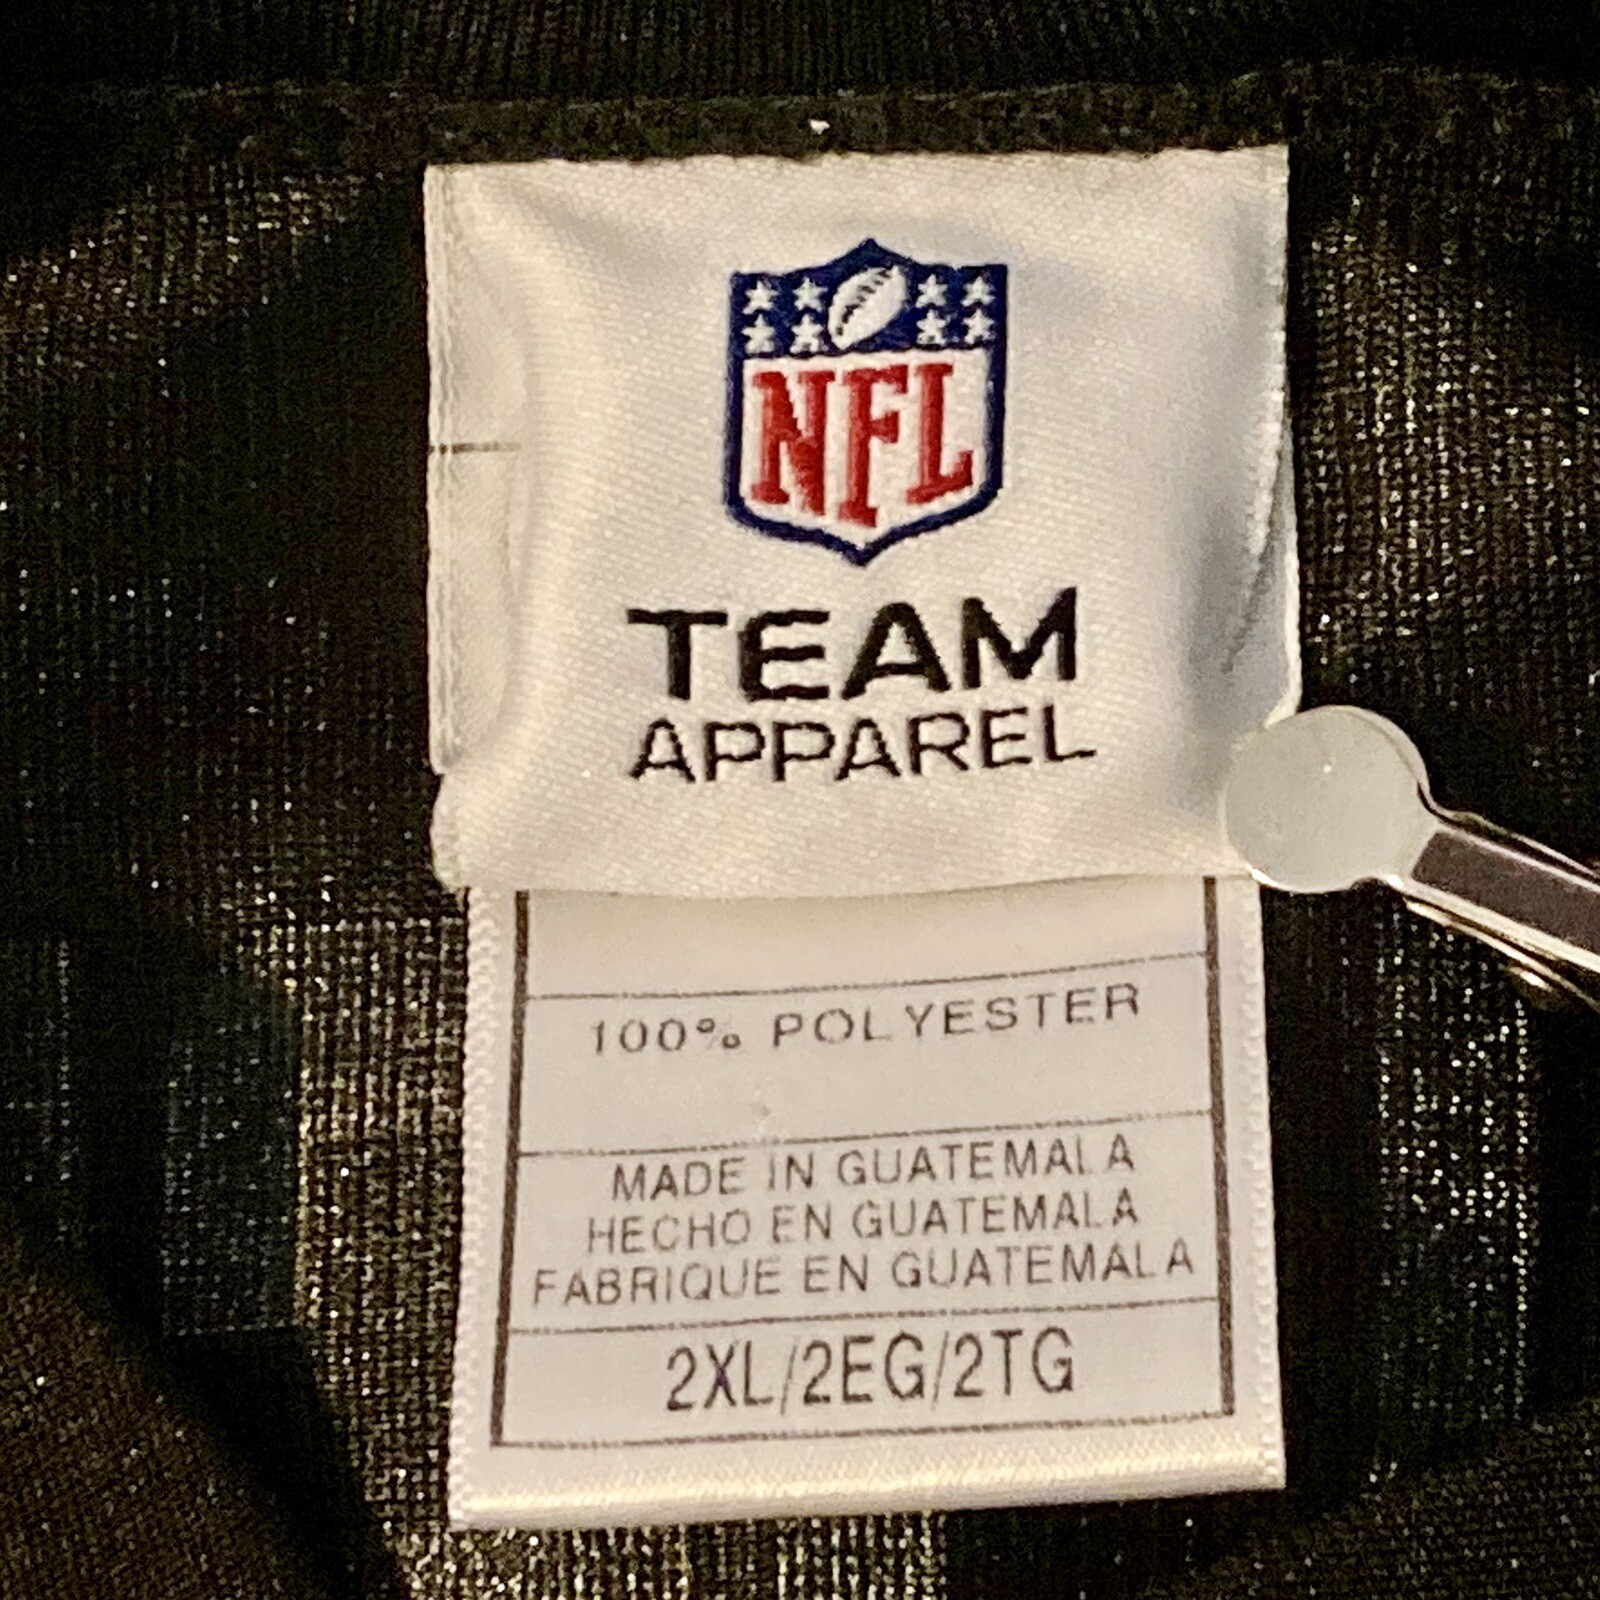 NFL
TEAM
APPAREL
100% POLYESTER
MADE IN GUATEMALA
HECHO EN GUATEMALA
FABRIQUE EN GUATEMALA
2XL/2EG/2TG